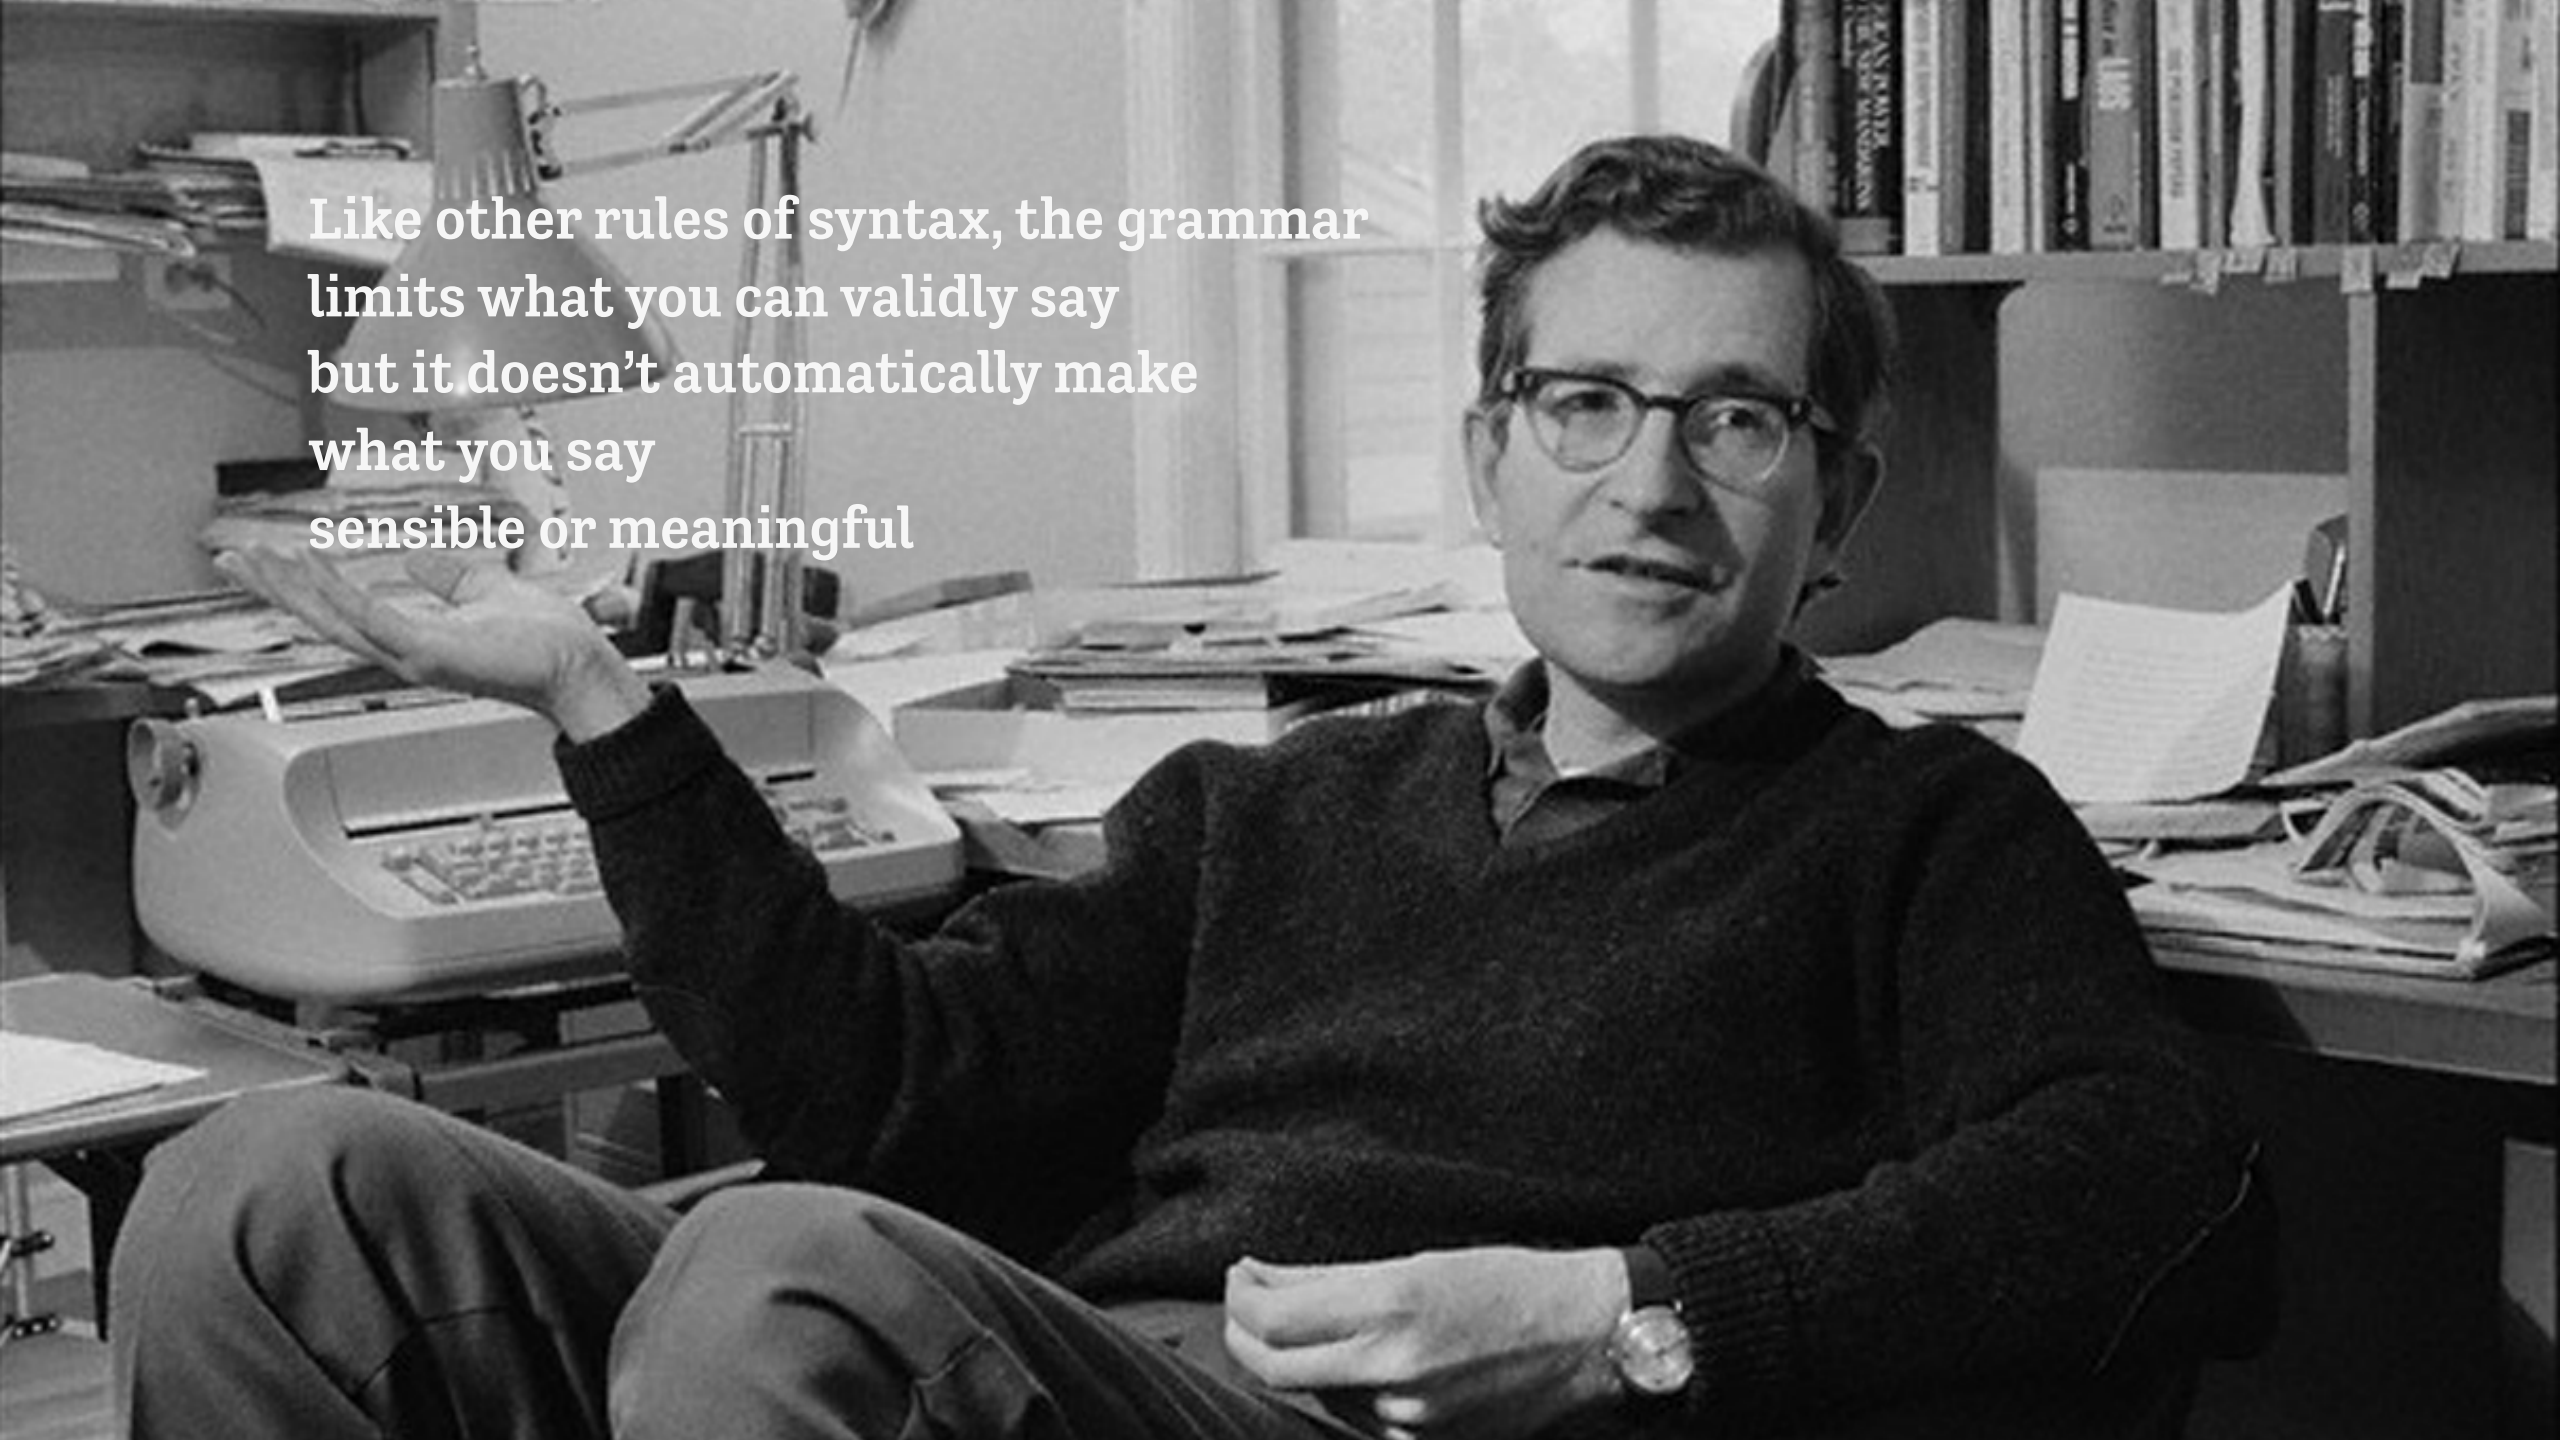 Like other rules of syntax, the grammar
limits what you can validly say
but it doesn’t automatically make
what you say
sensible or meaningful